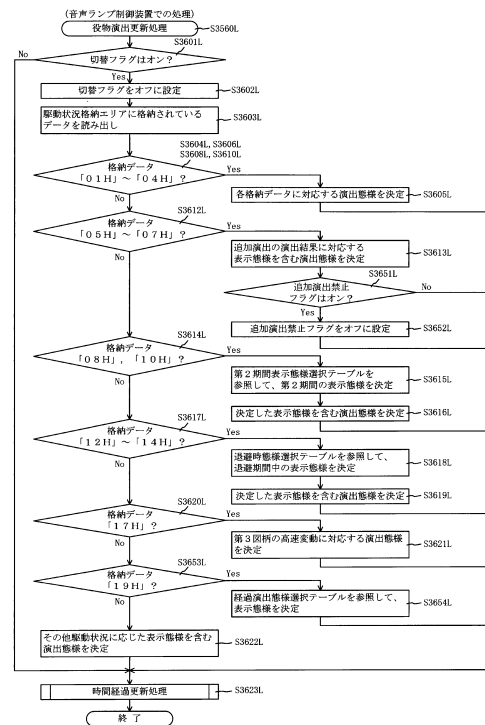 (音声ランプ制御装置での処理)
役物演出更新処理
S3560L
S3601L
No
切替フラグはオン?
Yes
切替フラグをオフに設定
S3602L
駆動状況格納エリアに格納されている
データを読み出し
S3603L
S3604L, S3606L
S3608L, S3610L
格納データ
「01H」~「04H」?
Yes
No
各格納データに対応する演出態様を決定
S3605L
S3612L
格納データ
「05H」~「07H」?
Yes
No
追加演出の演出結果に対応する
表示態様を含む演出態様を決定
S3613L
S3651L
追加演出禁止
フラグはオン?
No
Yes
追加演出禁止フラグをオフに設定
S3652L
S3614L
格納データ
「08H」,「10H」?
Yes
No
第2期間表示態様選択テーブルを
参照して、第2期間の表示態様を決定
S3615L
決定した表示態様を含む演出態様を決定
S3616L
S3617L
格納データ
「12H」~「14H」?
Yes
No
退避時態様選択テーブルを参照して、
退避期間中の表示態様を決定
S3618L
決定した表示態様を含む演出態様を決定
S3619L
S3620L
格納データ
「17H」?
Yes
No
第3図柄の高速変動に対応する演出態様
を決定
S3621L
S3653L
格納データ
「19H」?
Yes
No
経過演出態様選択テーブルを参照して、
表示態様を決定
S3654L
その他駆動状況に応じた表示態様を含む
演出態様を決定
S3622L
時間経過更新処理
S3623L
終了